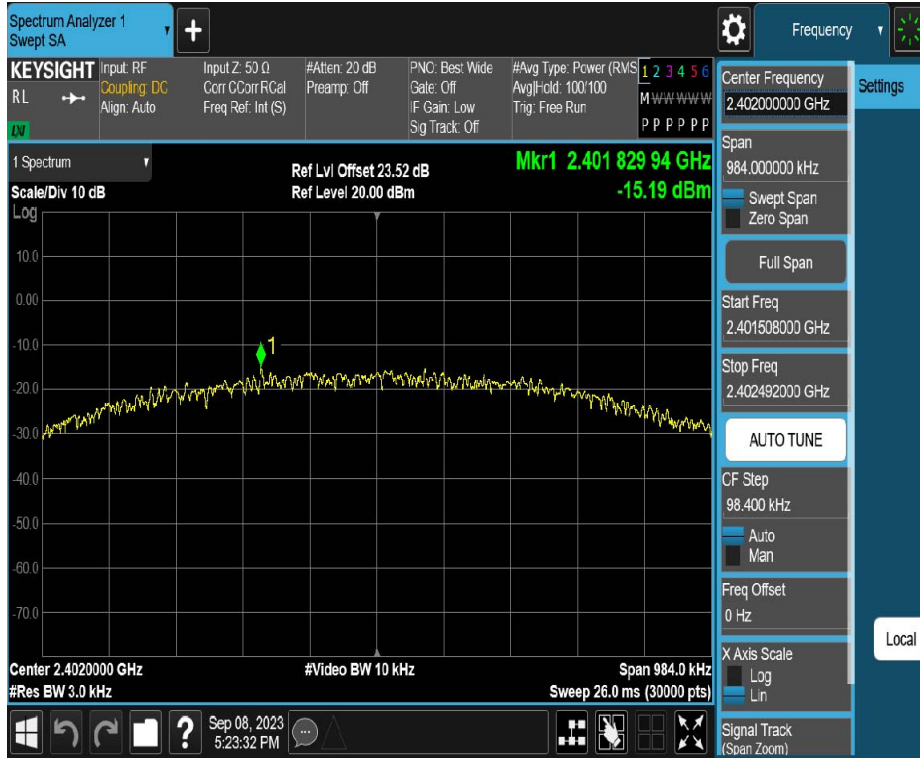 Spectrum Analyzer 1
Swept SA
+
Frequency
KEYSIGHT
RL
LXI
Input: RF
Coupling: DC
Align: Auto
Input Z: 50 Ω
Corr CCorr RCal
Freq Ref: Int (S)
#Atten: 20 dB
Preamp: Off
PNO: Best Wide
Gate: Off
IF Gain: Low
Sig Track: Off
#Avg Type: Power (RMS
Avg|Hold: 100/100
Trig: Free Run
1 2 3 4 5 6
M W W W W W
P P P P P P
1 Spectrum
Scale/Div 10 dB
Log
Ref Lvl Offset 23.52 dB
Ref Level 20.00 dBm
Mkr1 2.401 829 94 GHz
-15.19 dBm
10.0
0.00
-10.0
-20.0
-30.0
-40.0
-50.0
-60.0
-70.0
1
Center 2.4020000 GHz
#Res BW 3.0 kHz
#Video BW 10 kHz
Span 984.0 kHz
Sweep 26.0 ms (30000 pts)
?
Sep 08, 2023
5:23:32 PM
Center Frequency
2.402000000 GHz
Span
984.000000 kHz
Swept Span
Zero Span
Full Span
Start Freq
2.401508000 GHz
Stop Freq
2.402492000 GHz
AUTO TUNE
CF Step
98.400 kHz
Auto
Man
Freq Offset
0 Hz
X Axis Scale
Log
Lin
Signal Track
(Span Zoom)
Settings
Local